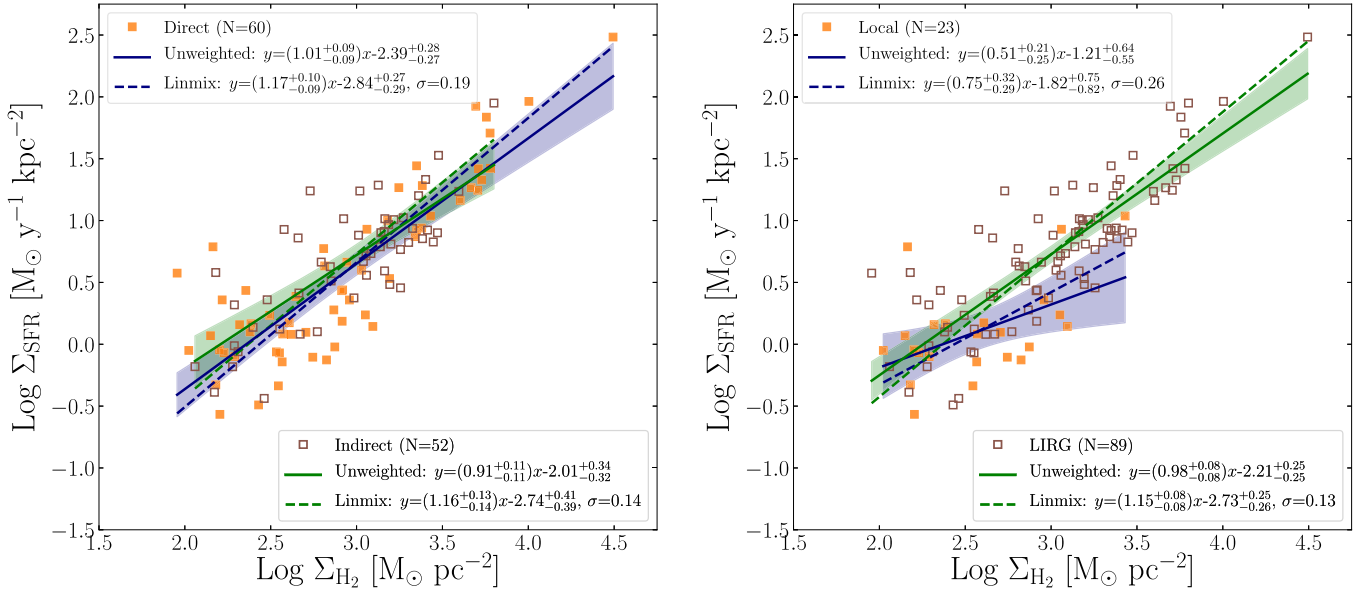 Direct (N=60)
Unweighted: y=(1.01+0.09−0.09)x-2.39+0.28−0.27
Linmix: y=(1.17+0.10−0.09)x-2.84+0.27−0.29, σ=0.19
2.5
2.0
1.5
1.0
0.5
0.0
−0.5
−1.0
−1.5
Log ΣSFR [M⊙ y−1 kpc−2]
Indirect (N=52)
Unweighted: y=(0.91+0.11−0.11)x-2.01+0.34−0.32
Linmix: y=(1.16+0.13−0.14)x-2.74+0.41−0.39, σ=0.14
1.5 2.0 2.5 3.0 3.5 4.0 4.5
Log ΣH2 [M⊙ pc−2]
Local (N=23)
Unweighted: y=(0.51+0.21−0.25)x-1.21+0.64−0.55
Linmix: y=(0.75+0.32−0.29)x-1.82+0.75−0.82, σ=0.26
2.5
2.0
1.5
1.0
0.5
0.0
−0.5
−1.0
−1.5
Log ΣSFR [M⊙ y−1 kpc−2]
LIRG (N=89)
Unweighted: y=(0.98+0.08−0.08)x-2.21+0.25−0.25
Linmix: y=(1.15+0.08−0.08)x-2.73+0.25−0.26, σ=0.13
1.5 2.0 2.5 3.0 3.5 4.0 4.5
Log ΣH2 [M⊙ pc−2]